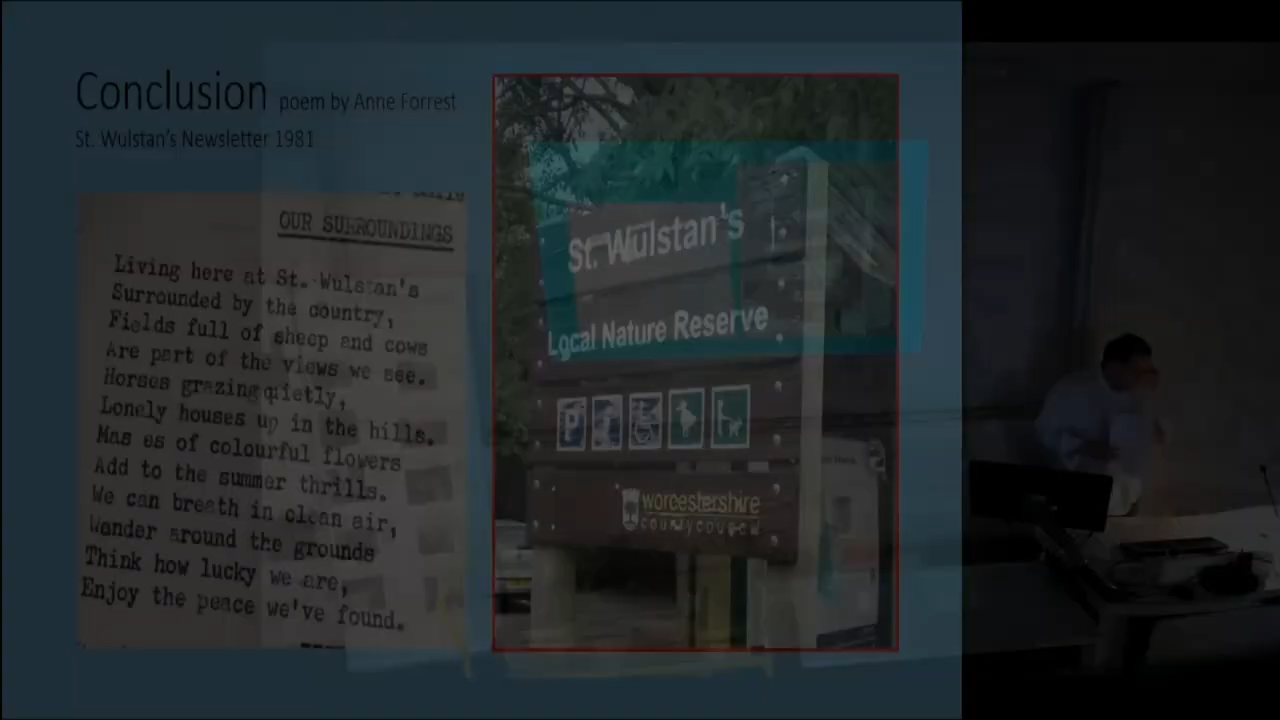 Conclusion poem by Anne Forrest
St. Wulstan's Newsletter 1981
OUR SURROUNDINGS
Living here at St. Wulstan's
Surrounded by the country,
Fields full of sheep and cows
Are part of the views we see.
Horses grazing quietly,
Lonely houses up in the hills.
Mas es of colourful flowers
Add to the summer thrills.
We can breath in clean air,
Wander around the grounds
Think how lucky we are,
Enjoy the peace we've found.
St. Wulstan's
Local Nature Reserve
P
worcestershire
countycouncil